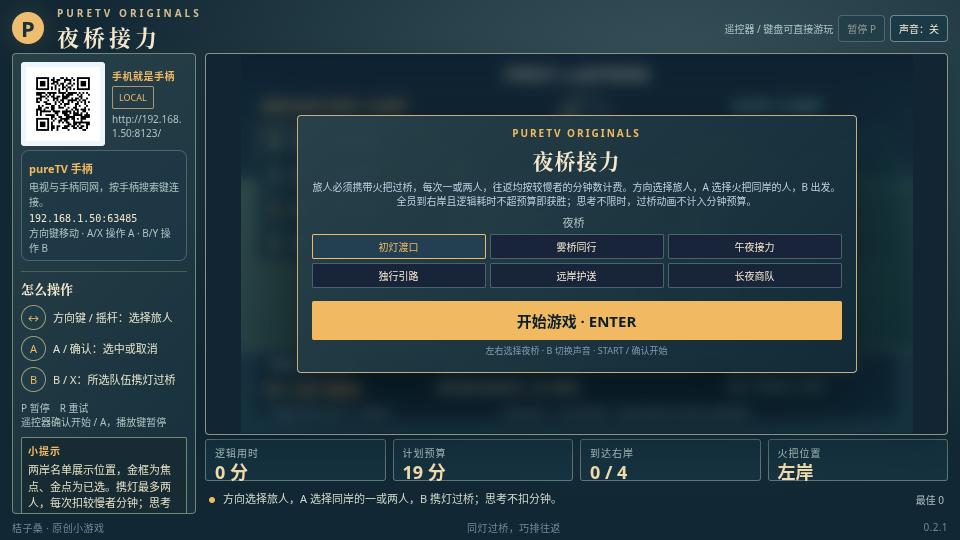 P
PURETV ORIGINALS
夜桥接力
遥控器 / 键盘可直接游玩
暂停 P
声音：关
手机就是手柄
LOCAL
http://192.168.
1.50:8123/
pureTV 手柄
电视与手柄同网，按手柄搜索键连
接。
192.168.1.50:63485
方向键移动 · A/X 操作 A · B/Y 操
作 B
怎么操作
↔ 方向键 / 摇杆：选择旅人
A A / 确认：选中或取消
B B / X：所选队伍携灯过桥
P 暂停 R 重试
遥控器确认开始 / A，播放键暂停
小提示
两岸名单展示位置，金框为焦
点、金点为已选。携灯最多两
人，每次扣较慢者分钟；思考
PURETV ORIGINALS
夜桥接力
旅人必须携带火把过桥，每次一或两人，往返均按较慢者的分钟数计费。方向选择旅人，A 选择火把同岸的人，B 出发。
全员到右岸且逻辑耗时不超预算即获胜；思考不限时，过桥动画不计入分钟预算。
夜桥
初灯渡口
雾桥同行
午夜接力
独行引路
远岸护送
长夜商队
开始游戏 · ENTER
左右选择夜桥 · B 切换声音 · START / 确认开始
逻辑用时
0 分
计划预算
19 分
到达右岸
0 / 4
火把位置
左岸
方向选择旅人，A 选择同岸的一或两人，B 携灯过桥；思考不扣分钟。
最佳 0
桔子桑 · 原创小游戏
同灯过桥，巧排往返
0.2.1